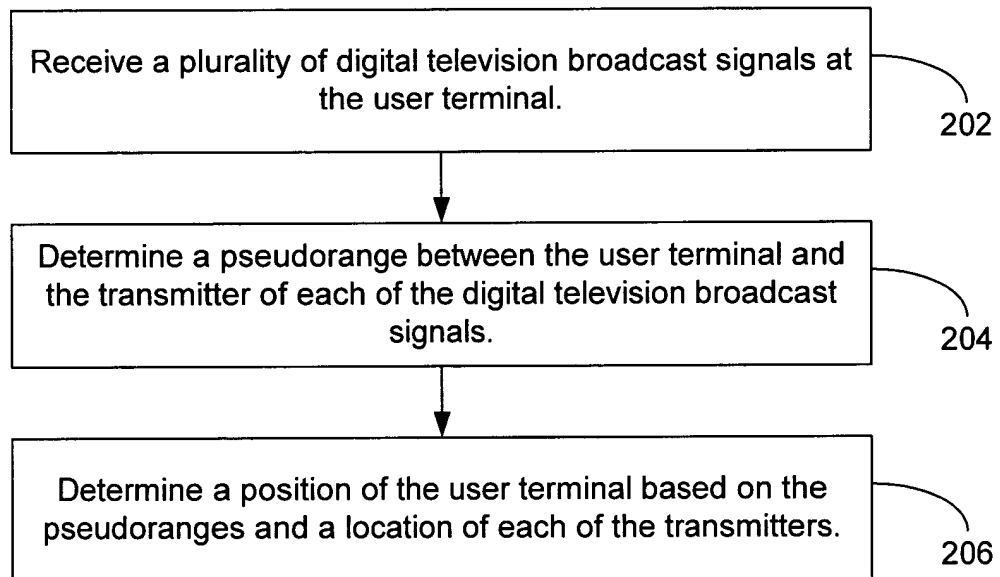 Receive a plurality of digital television broadcast signals at
the user terminal.
202
Determine a pseudorange between the user terminal and
the transmitter of each of the digital television broadcast
signals.
204
Determine a position of the user terminal based on the
pseudoranges and a location of each of the transmitters.
206